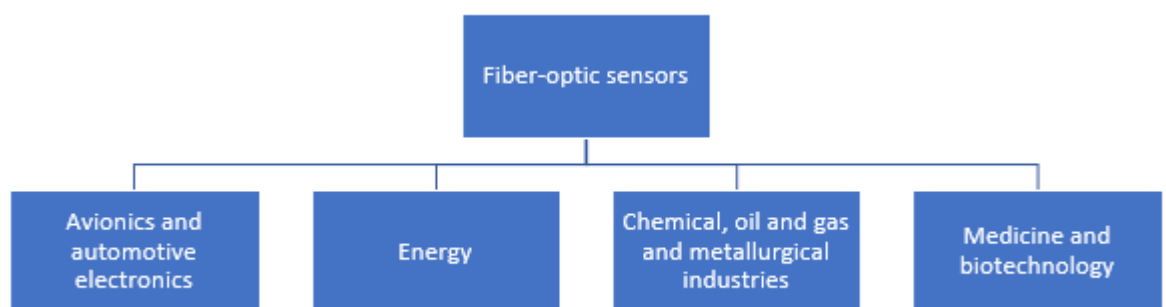 Fiber-optic sensors
Avionics and
automotive
electronics
Energy
Chemical, oil and gas
and metallurgical
industries
Medicine and
biotechnology